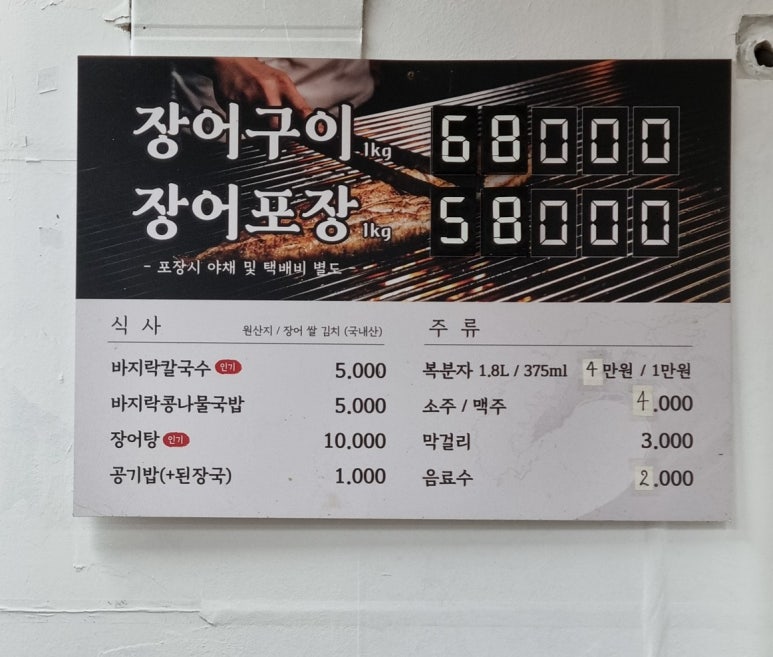 장어구이 1kg 68000
장어포장 1kg 58000
- 포장시 야채 및 택배비 별도 -
식 사 원산지 / 장어 쌀 김치 (국내산)
바지락칼국수 인기 5.000
바지락콩나물국밥 5.000
장어탕 인기 10.000
공기밥(+된장국) 1.000
주 류
복분자 1.8L / 375ml 4만원 / 1만원
소주 / 맥주 4.000
막걸리 3.000
음료수 2.000